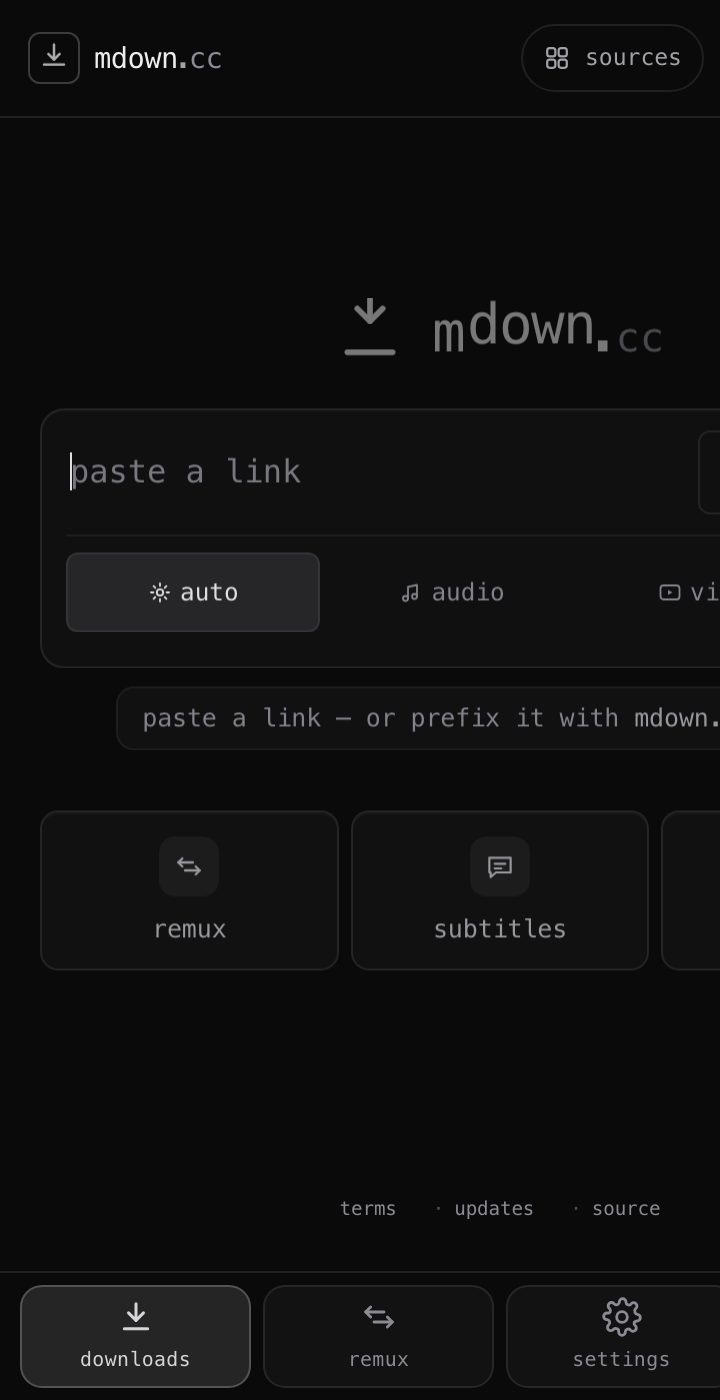 mdown.cc
sources
mdown.cc
paste a link
auto audio vi
paste a link — or prefix it with mdown.
remux subtitles
terms · updates · source
downloads remux settings